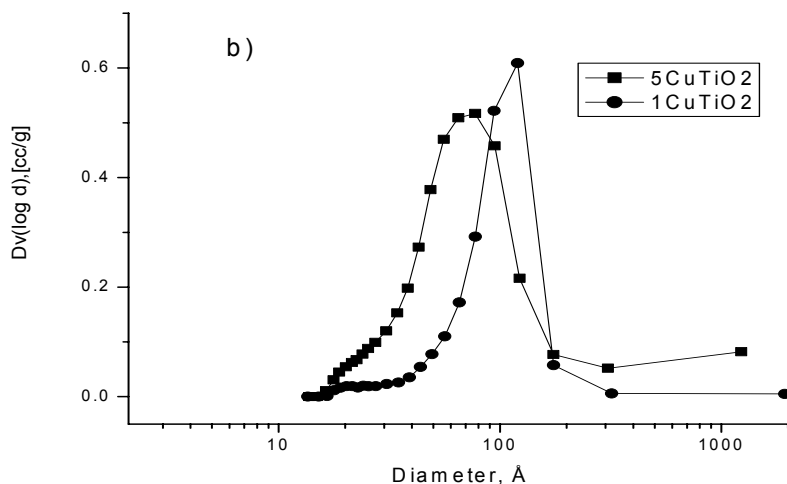 b)
5CuTiO2
1CuTiO2
Dv(log d),[cc/g]
0.6
0.4
0.2
0.0
10 100 1000
Diameter, Å